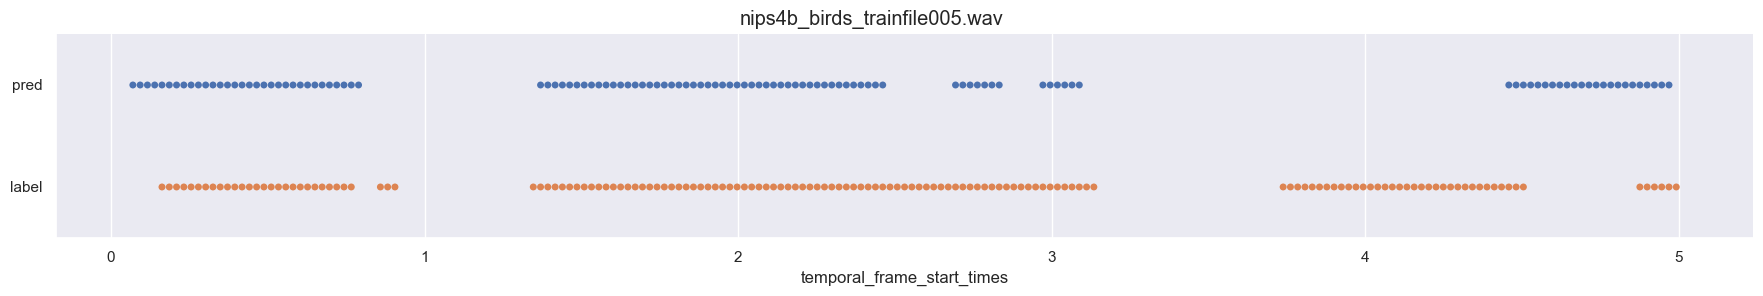 nips4b_birds_trainfile005.wav
pred
label
0 1 2 3 4 5
temporal_frame_start_times